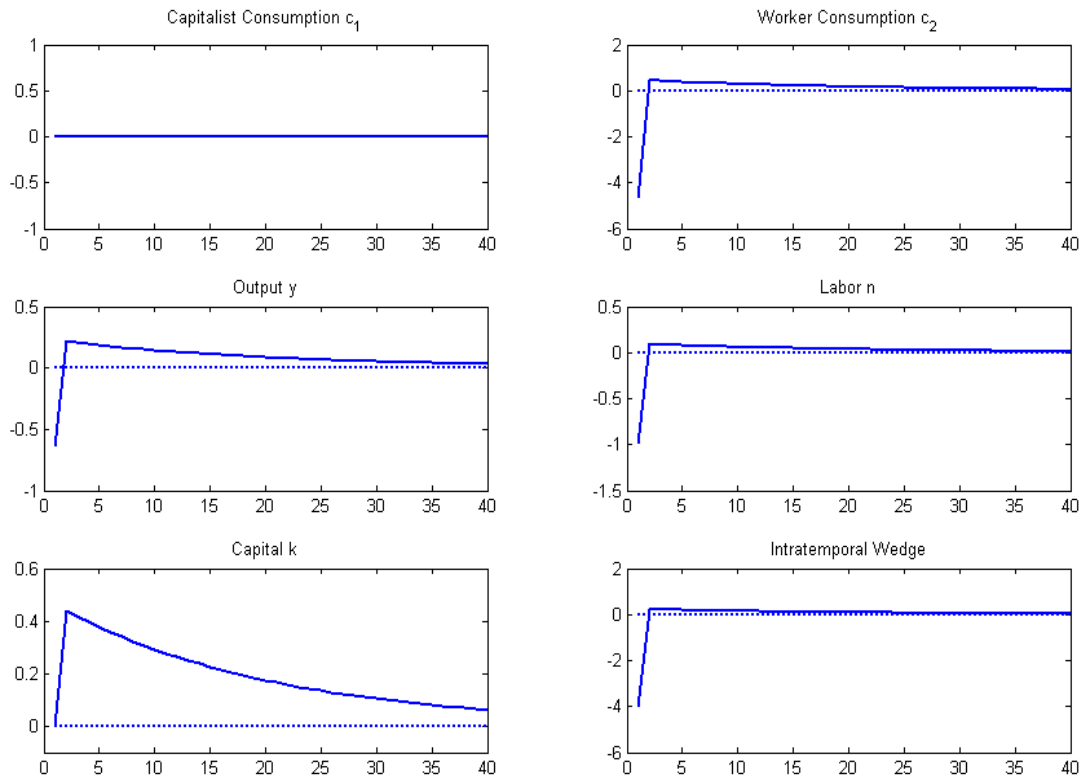 Capitalist Consumption c1
1
0.5
0
-0.5
-1
0 5 10 15 20 25 30 35 40
Worker Consumption c2
2
0
-2
-4
-6
0 5 10 15 20 25 30 35 40
Output y
0.5
0
-0.5
-1
0 5 10 15 20 25 30 35 40
Labor n
0.5
0
-0.5
-1
-1.5
0 5 10 15 20 25 30 35 40
Capital k
0.6
0.4
0.2
0
0 5 10 15 20 25 30 35 40
Intratemporal Wedge
2
0
-2
-4
-6
0 5 10 15 20 25 30 35 40